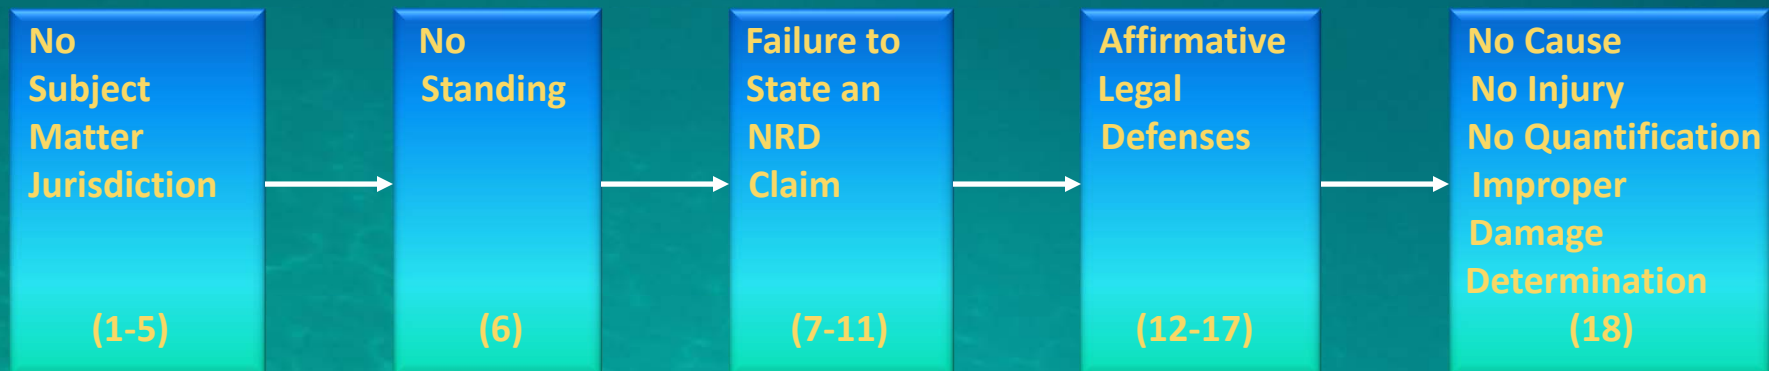 No
Subject
Matter
Jurisdiction
(1-5)
No
Standing
(6)
Failure to
State an
NRD
Claim
(7-11)
Affirmative
Legal
Defenses
(12-17)
No Cause
No Injury
No Quantification
Improper
Damage
Determination
(18)